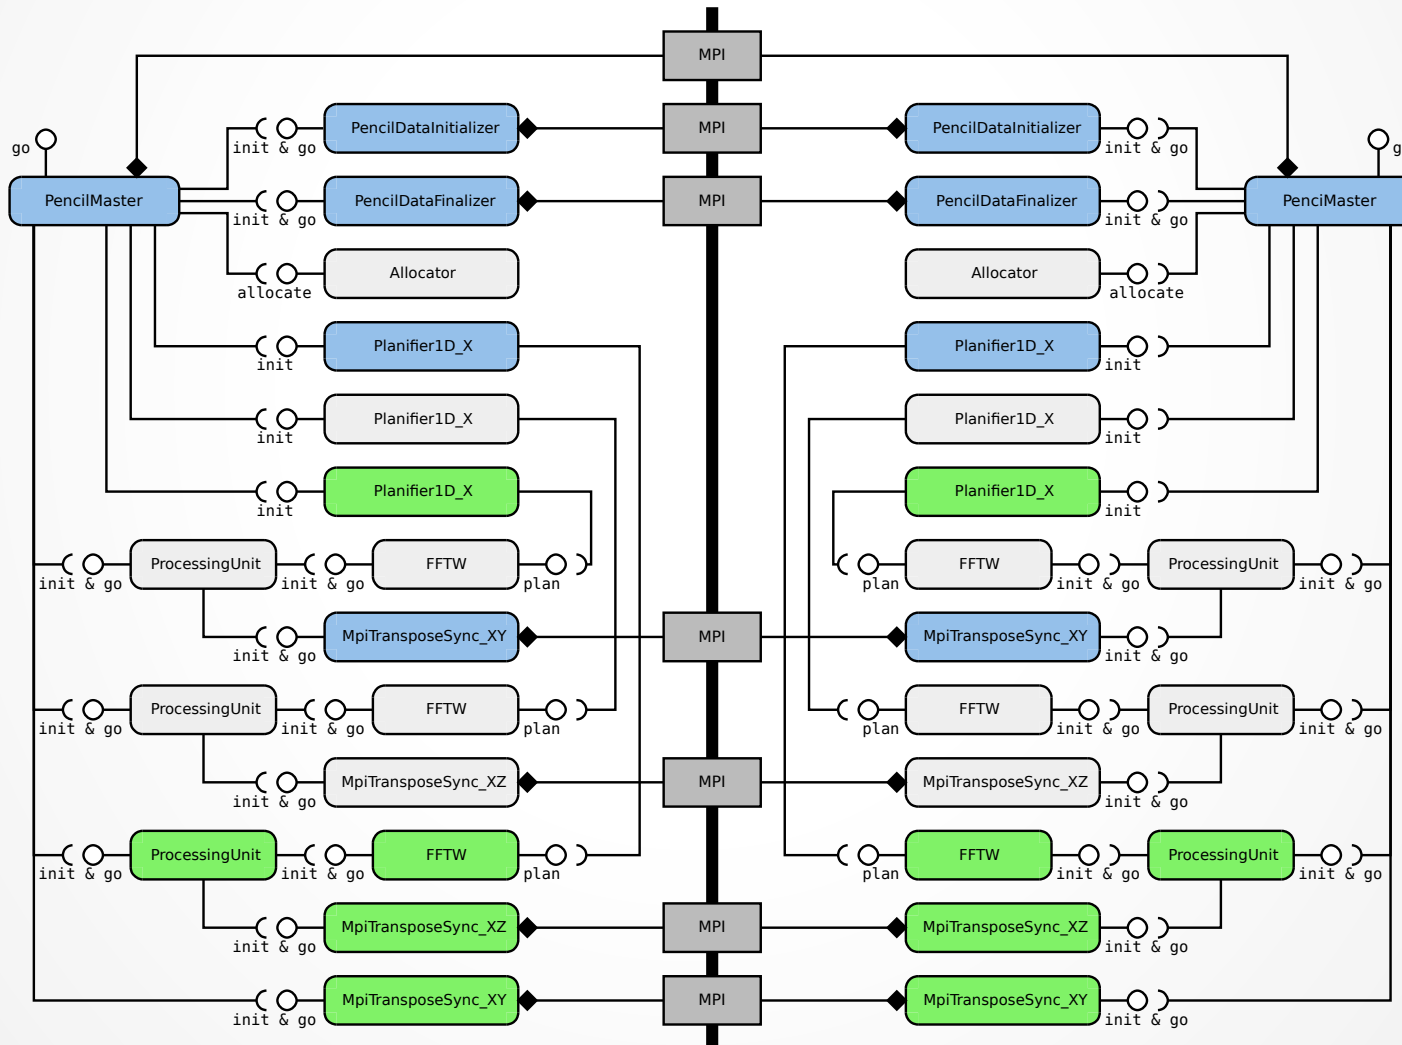 MPI
PencilDataInitializer MPI PencilDataInitializer
go init & go init & go g
PencilMaster PencilDataFinalizer MPI PencilDataFinalizer PenciMaster
init & go init & go
Allocator Allocator
allocate allocate
Planifier1D_X Planifier1D_X
init init
Planifier1D_X Planifier1D_X
init init
Planifier1D_X Planifier1D_X
init init
ProcessingUnit FFTW FFTW ProcessingUnit
init & go init & go plan plan init & go init & go
MpiTransposeSync_XY MPI MpiTransposeSync_XY
init & go init & go
ProcessingUnit FFTW FFTW ProcessingUnit
init & go init & go plan plan init & go init & go
MpiTransposeSync_XZ MPI MpiTransposeSync_XZ
init & go init & go
ProcessingUnit FFTW FFTW ProcessingUnit
init & go init & go plan plan init & go init & go
MpiTransposeSync_XZ MPI MpiTransposeSync_XZ
init & go init & go
MpiTransposeSync_XY MPI MpiTransposeSync_XY
init & go init & go